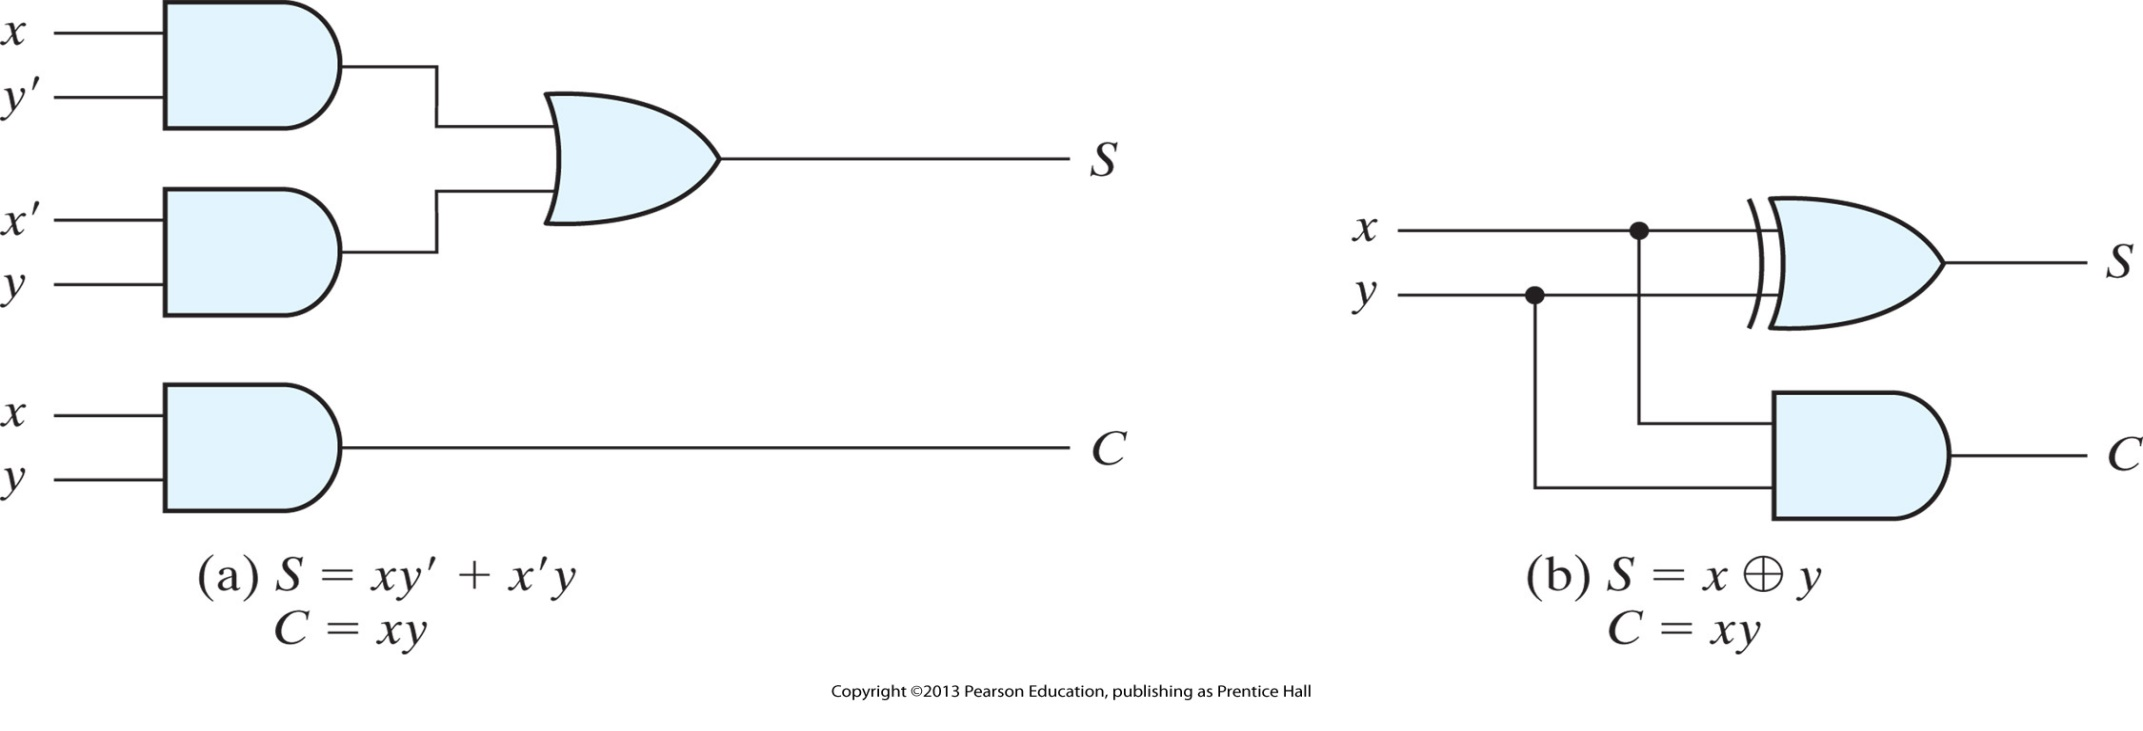 x
y′
x′
y
S
x
y
C
(a) S = xy′ + x′y
C = xy
x
y
S
C
(b) S = x ⊕ y
C = xy
Copyright ©2013 Pearson Education, publishing as Prentice Hall